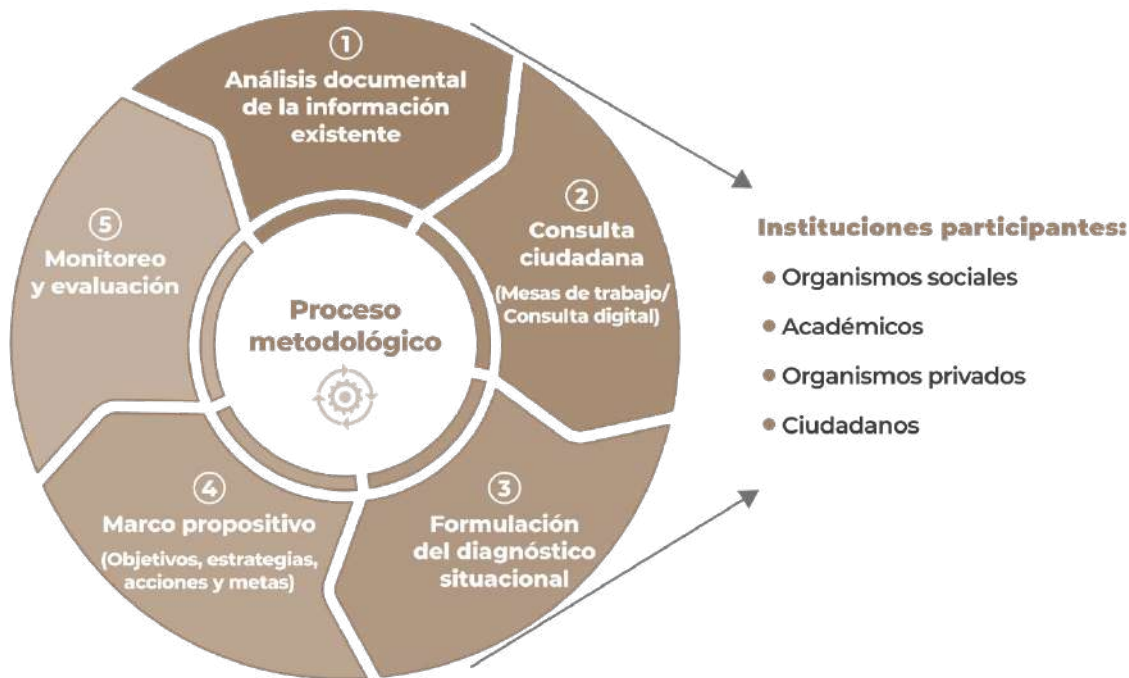 ①
Análisis documental
de la información
existente
②
Consulta
ciudadana
(Mesas de trabajo/
Consulta digital)
③
Formulación
del diagnóstico
situacional
④
Marco propositivo
(Objetivos, estrategias,
acciones y metas)
⑤
Monitoreo
y evaluación
Proceso
metodológico
Instituciones participantes:
• Organismos sociales
• Académicos
• Organismos privados
• Ciudadanos